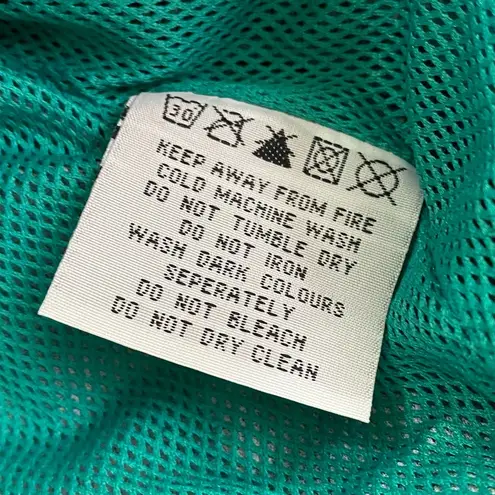 30
KEEP AWAY FROM FIRE
COLD MACHINE WASH
DO NOT TUMBLE DRY
DO NOT IRON
WASH DARK COLOURS
SEPERATELY
DO NOT BLEACH
DO NOT DRY CLEAN